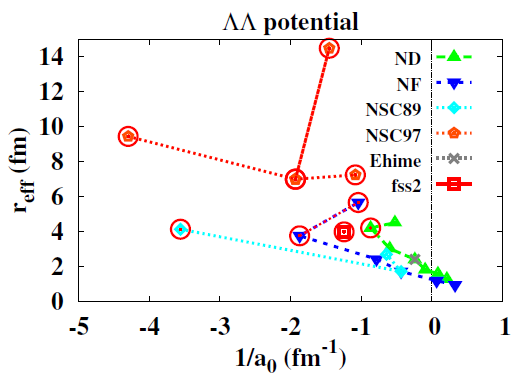 ΛΛ potential
14
12
10
8
6
4
2
0
r_eff (fm)
ND
NF
NSC89
NSC97
Ehime
fss2
-5 -4 -3 -2 -1 0 1
1/a_0 (fm^-1)